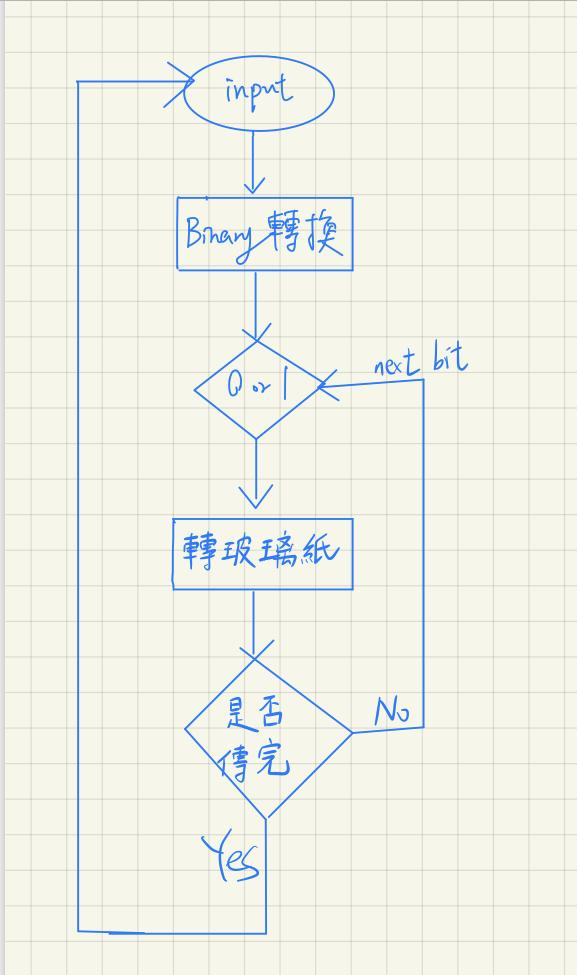 input
Binary 轉換
0 or 1
next bit
轉玻璃紙
是否
傳完
No
Yes